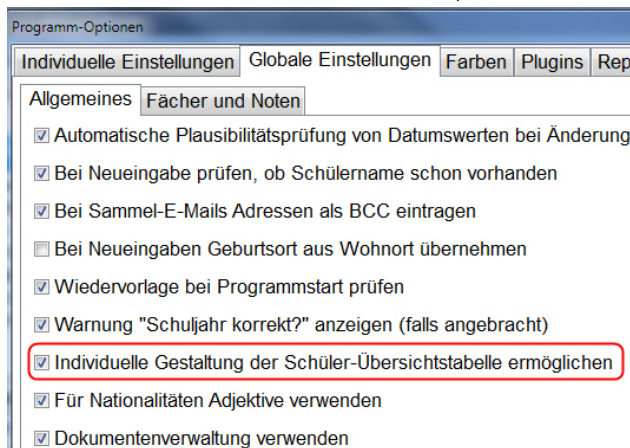 Programm-Optionen
Individuelle Einstellungen Globale Einstellungen Farben Plugins Rep
Allgemeines Fächer und Noten
Automatische Plausibilitätsprüfung von Datumswerten bei Änderung
Bei Neueingabe prüfen, ob Schülername schon vorhanden
Bei Sammel-E-Mails Adressen als BCC eintragen
Bei Neueingaben Geburtsort aus Wohnort übernehmen
Wiedervorlage bei Programmstart prüfen
Warnung "Schuljahr korrekt?" anzeigen (falls angebracht)
Individuelle Gestaltung der Schüler-Übersichtstabelle ermöglichen
Für Nationalitäten Adjektive verwenden
Dokumentenverwaltung verwenden